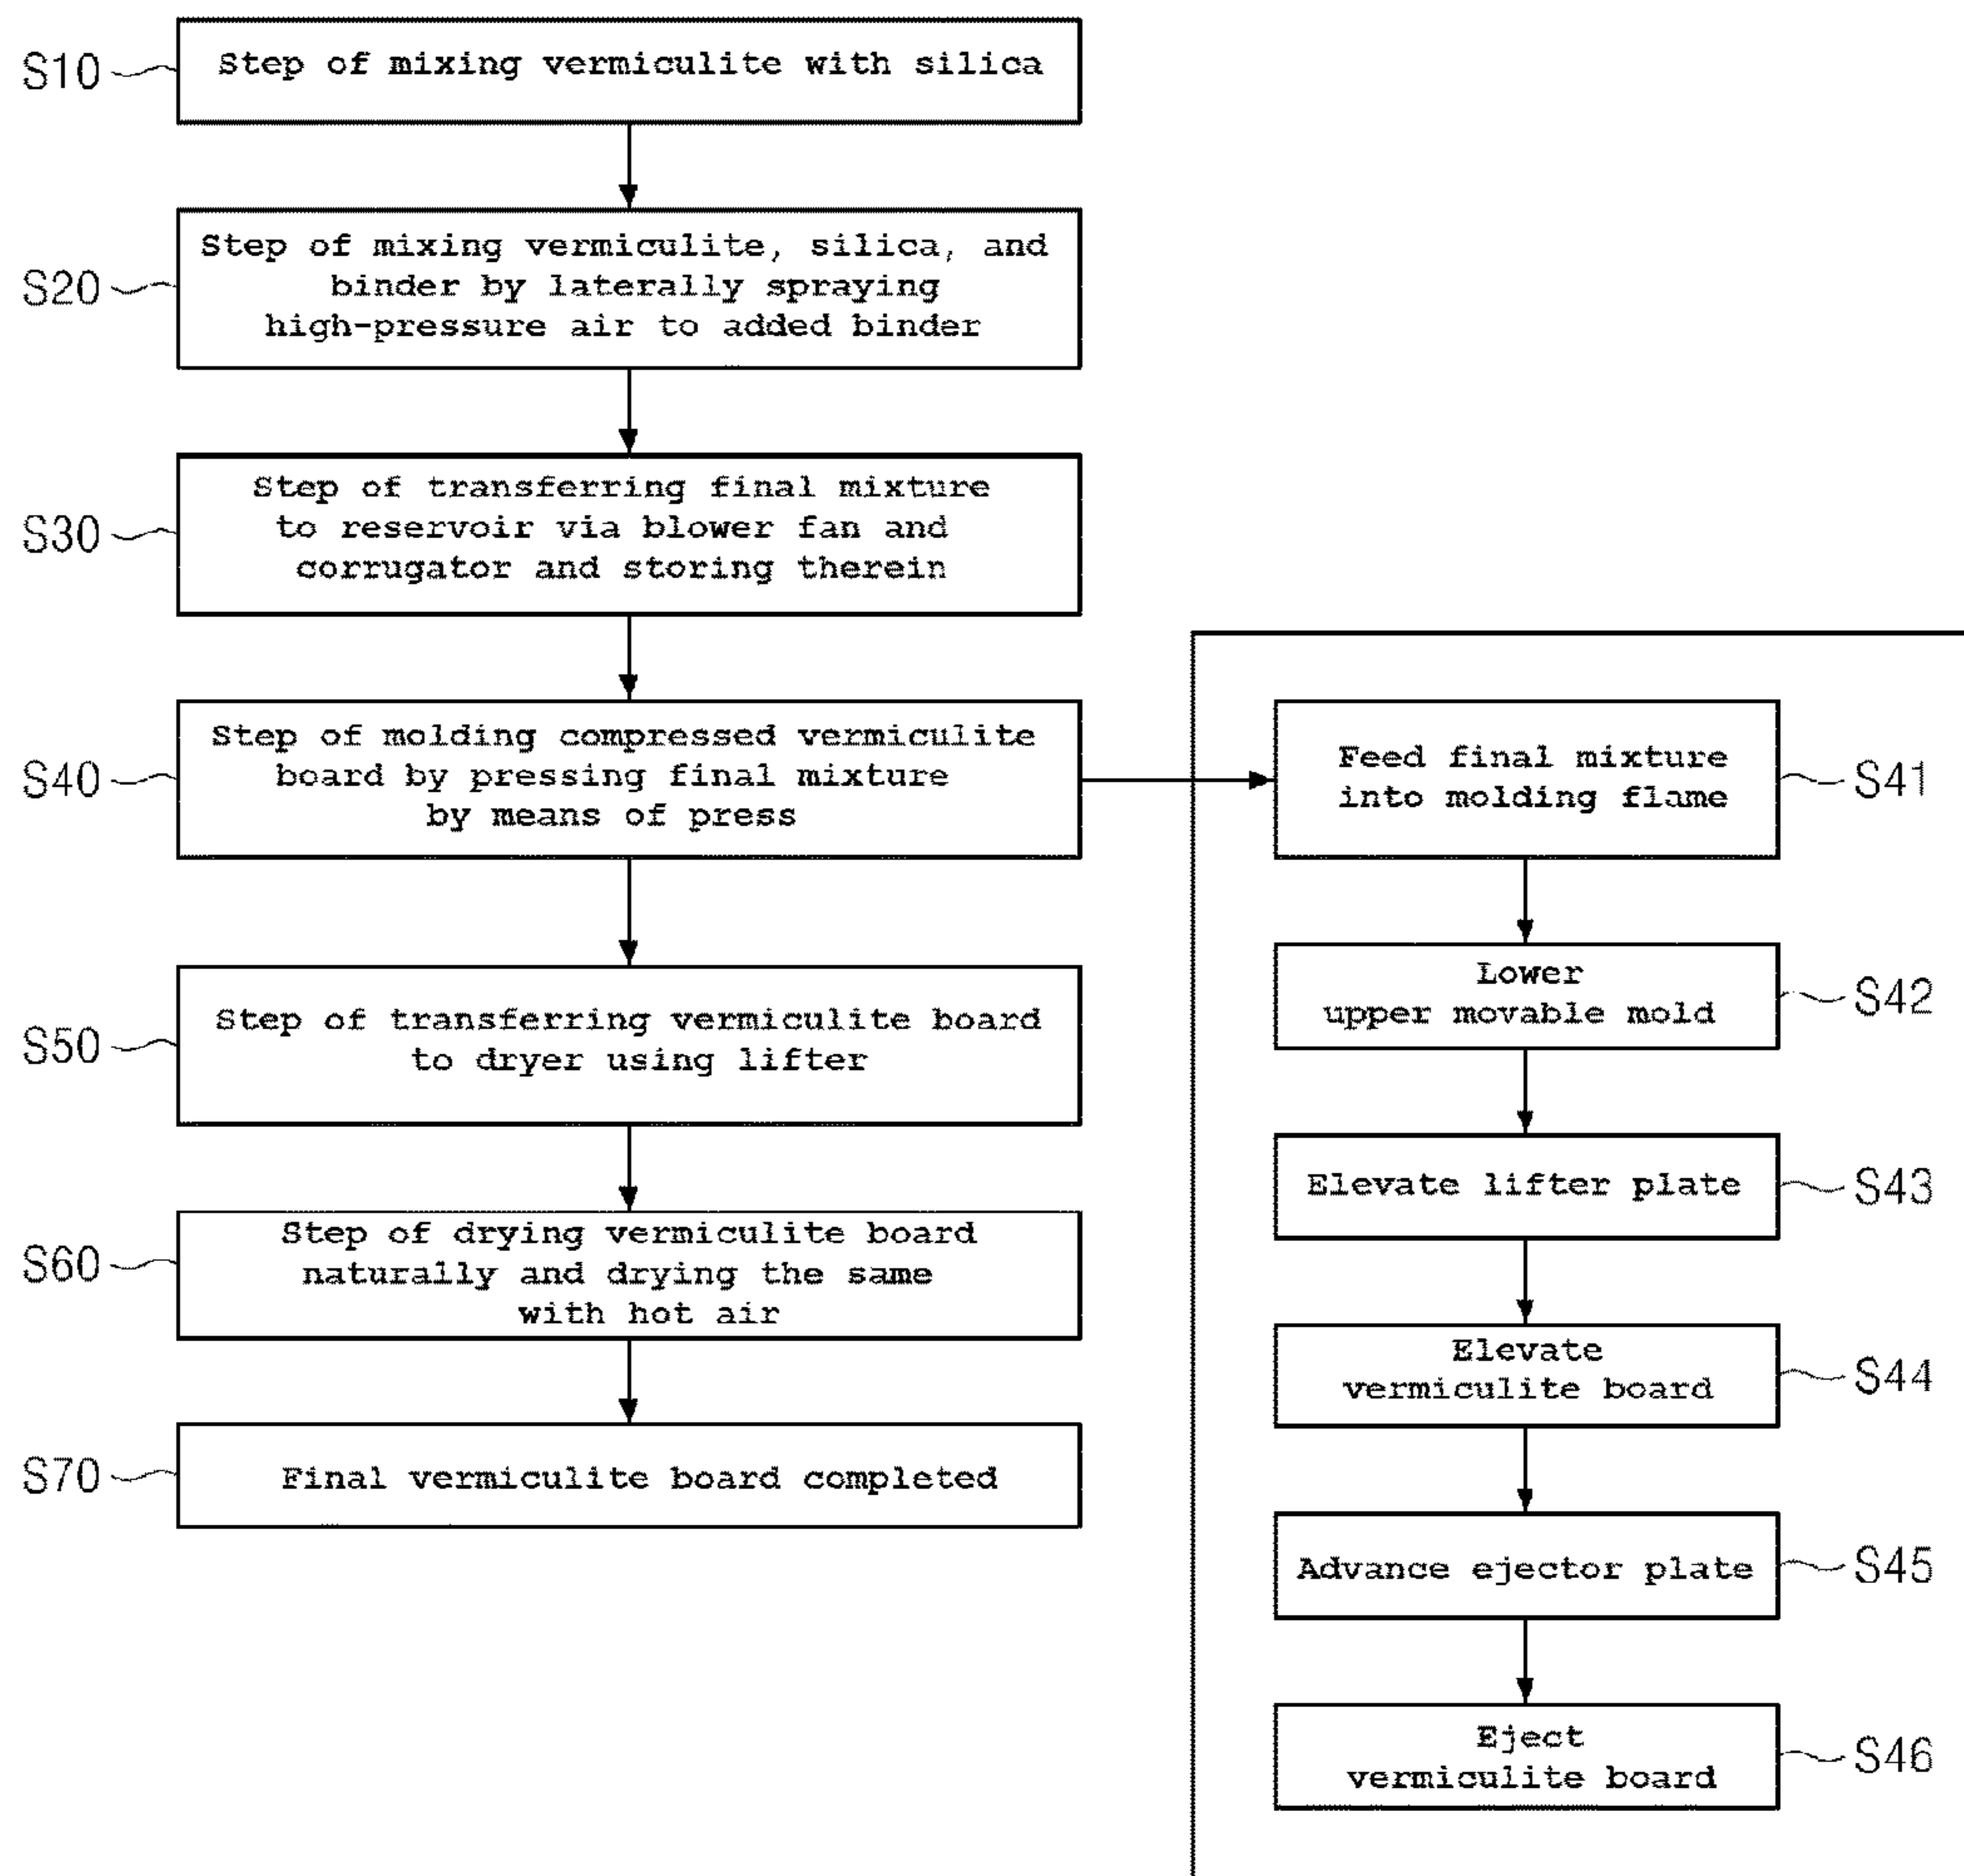 S10
Step of mixing vermiculite with silica
S20
Step of mixing vermiculite, silica, and
binder by laterally spraying
high-pressure air to added binder
S30
Step of transferring final mixture
to reservoir via blower fan and
corrugator and storing therein
S40
Step of molding compressed vermiculite
board by pressing final mixture
by means of press
S50
Step of transferring vermiculite board
to dryer using lifter
S60
Step of drying vermiculite board
naturally and drying the same
with hot air
S70
Final vermiculite board completed
Feed final mixture
into molding flame
S41
Lower
upper movable mold
S42
Elevate lifter plate
S43
Elevate
vermiculite board
S44
Advance ejector plate
S45
Eject
vermiculite board
S46